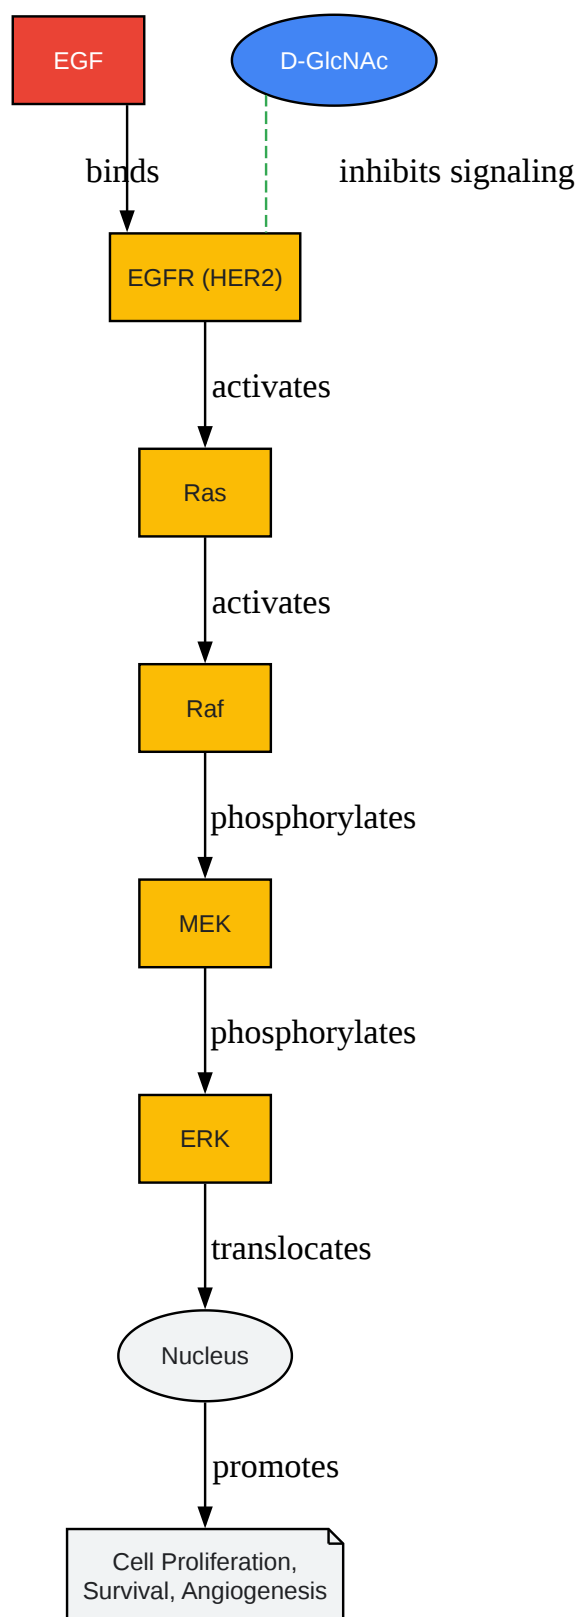 EGF
D-GlcNAc
binds
inhibits signaling
EGFR (HER2)
activates
Ras
activates
Raf
phosphorylates
MEK
phosphorylates
ERK
translocates
Nucleus
promotes
Cell Proliferation,
Survival, Angiogenesis